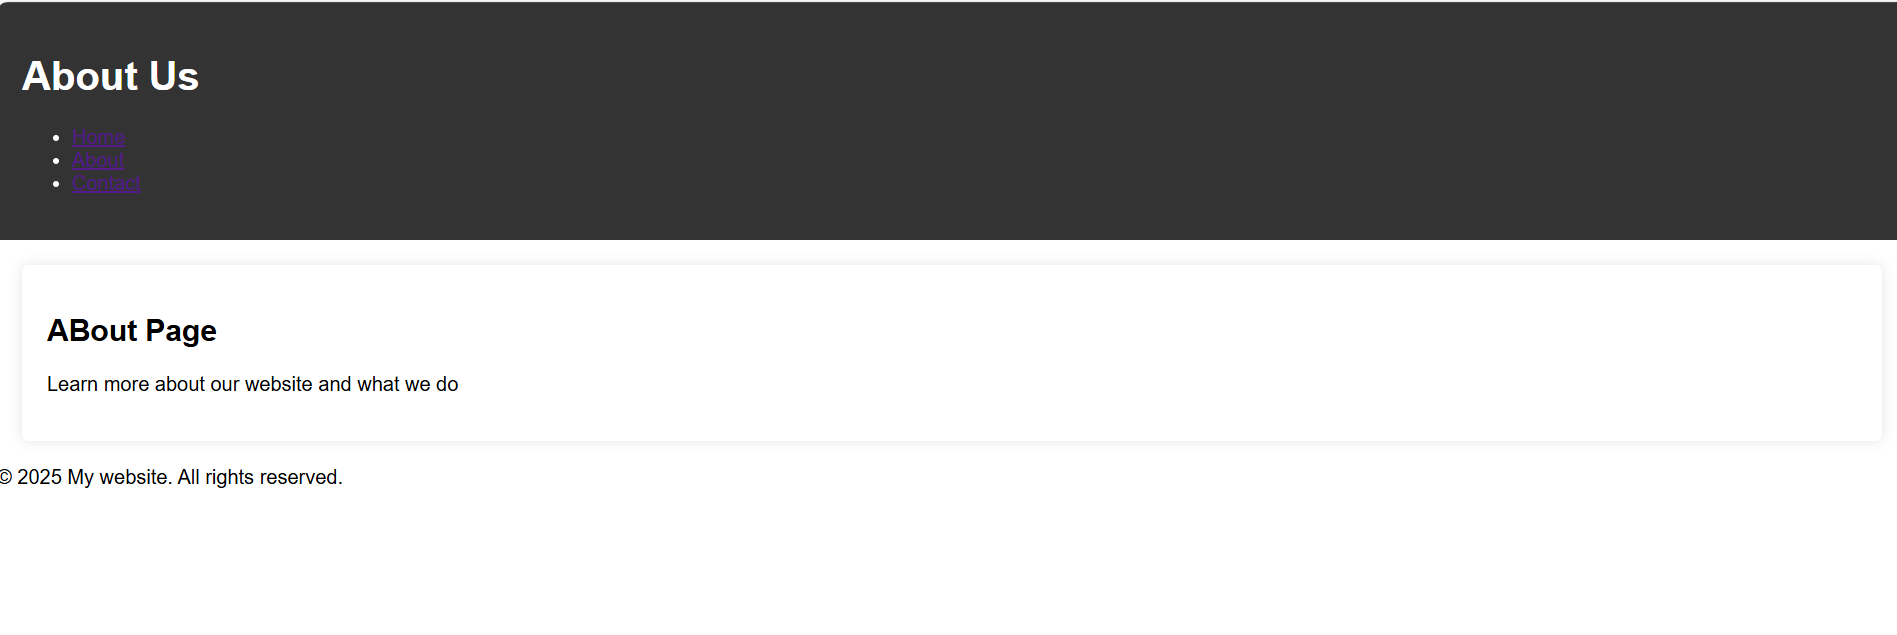 About Us
Home
About
Contact
ABout Page
Learn more about our website and what we do
© 2025 My website. All rights reserved.